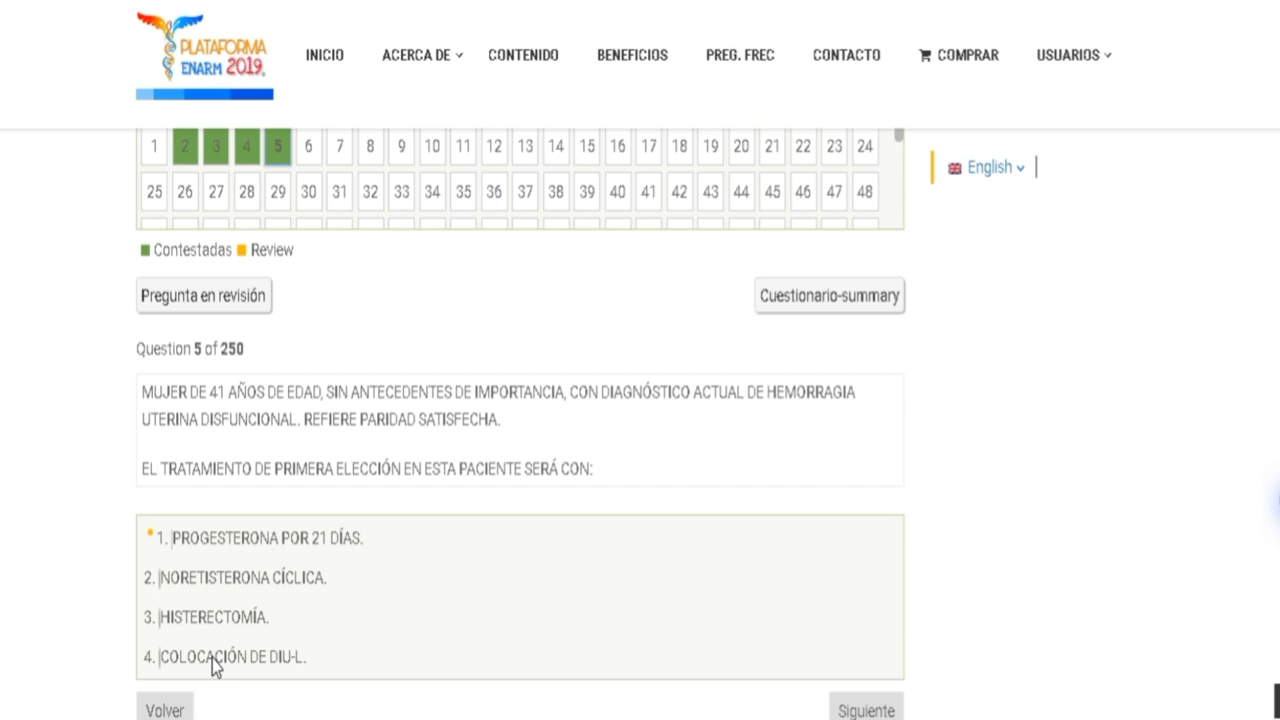 PLATAFORMA
ENARM 2019
INICIO ACERCA DE CONTENIDO BENEFICIOS PREG. FREC CONTACTO COMPRAR USUARIOS
1 2 3 4 5 6 7 8 9 10 11 12 13 14 15 16 17 18 19 20 21 22 23 24
English
25 26 27 28 29 30 31 32 33 34 35 36 37 38 39 40 41 42 43 44 45 46 47 48
Contestadas Review
Pregunta en revisión Cuestionario-summary
Question 5 of 250
MUJER DE 41 AÑOS DE EDAD, SIN ANTECEDENTES DE IMPORTANCIA, CON DIAGNÓSTICO ACTUAL DE HEMORRAGIA
UTERINA DISFUNCIONAL. REFIERE PARIDAD SATISFECHA.
EL TRATAMIENTO DE PRIMERA ELECCIÓN EN ESTA PACIENTE SERÁ CON:
1. PROGESTERONA POR 21 DÍAS.
2. NORETISTERONA CÍCLICA.
3. HISTERECTOMÍA.
4. COLOCACIÓN DE DIU-L.
Volver Siguiente